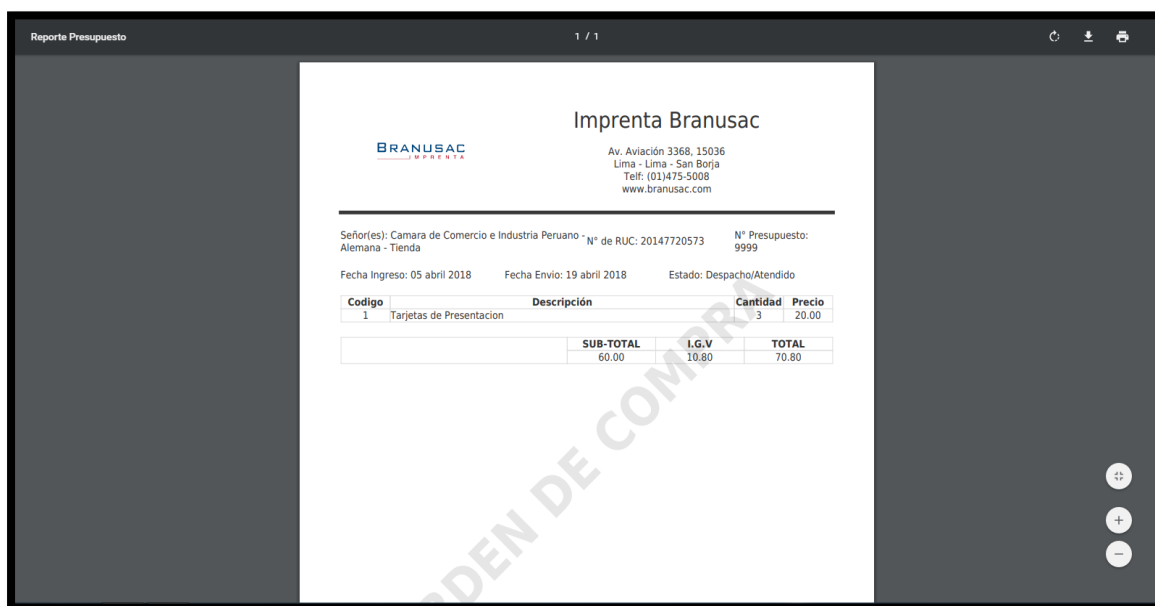 Reporte Presupuesto 1 / 1
Imprenta Branusac
BRANUSAC
IMPRENTA
Av. Aviación 3368, 15036
Lima - Lima - San Borja
Telf: (01)475-5008
www.branusac.com
Señor(es): Camara de Comercio e Industria Peruano -
Alemana - Tienda
N° de RUC: 20147720573
N° Presupuesto:
9999
Fecha Ingreso: 05 abril 2018 Fecha Envio: 19 abril 2018 Estado: Despacho/Atendido
Codigo Descripción Cantidad Precio
1 Tarjetas de Presentacion 3 20.00
SUB-TOTAL I.G.V TOTAL
60.00 10.80 70.80
RDEN DE COMPRA